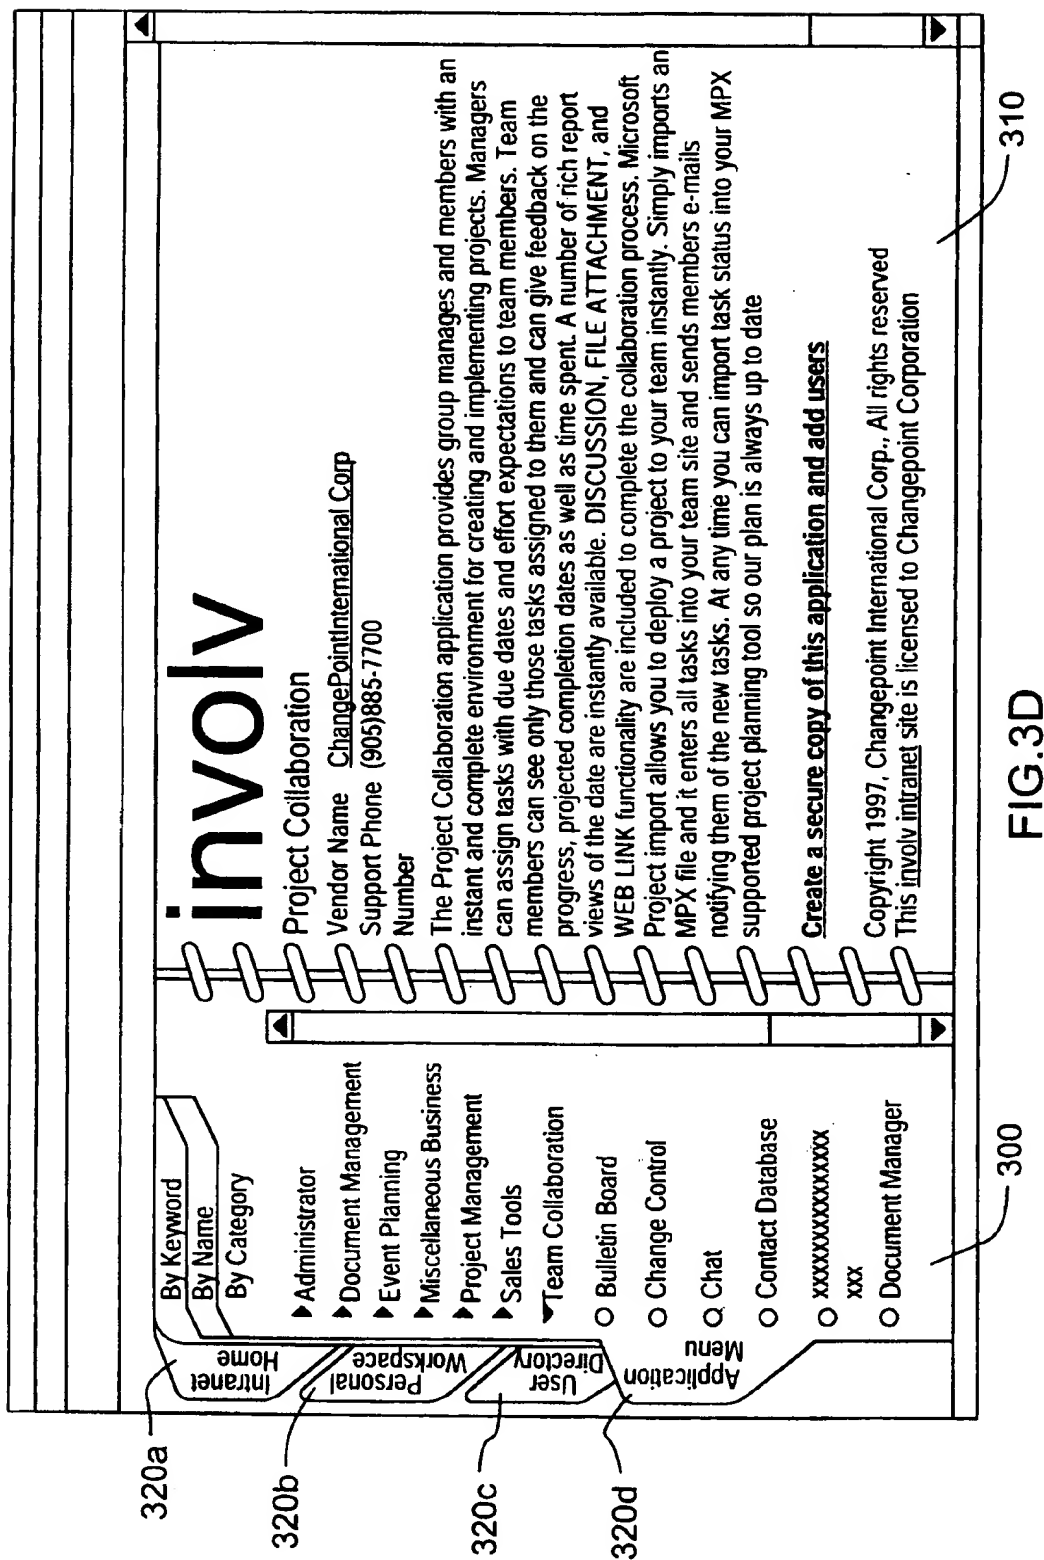 320a
320b
320c
320d
Intranet
Home
Personal
Workspace
User
Directory
Application
Menu
By Keyword
By Name
By Category
Administrator
Document Management
Event Planning
Miscellaneous Business
Project Management
Sales Tools
Team Collaboration
Bulletin Board
Change Control
Chat
Contact Database
xxxxxxxxxxxxxxx
xxx
Document Manager
300
involv
Project Collaboration
Vendor Name ChangePointInternational Corp
Support Phone (905)885-7700
Number
The Project Collaboration application provides group manages and members with an
instant and complete environment for creating and implementing projects. Managers
can assign tasks with due dates and effort expectations to team members. Team
members can see only those tasks assigned to them and can give feedback on the
progress, projected completion dates as well as time spent. A number of rich report
views of the date are instantly available. DISCUSSION, FILE ATTACHMENT, and
WEB LINK functionality are included to complete the collaboration process. Microsoft
Project import allows you to deploy a project to your team instantly. Simply imports an
MPX file and it enters all tasks into your team site and sends members e-mails
notifying them of the new tasks. At any time you can import task status into your MPX
supported project planning tool so our plan is always up to date
Create a secure copy of this application and add users
Copyright 1997, Changepoint International Corp., All rights reserved
This involv intranet site is licensed to Changepoint Corporation
310
FIG.3D